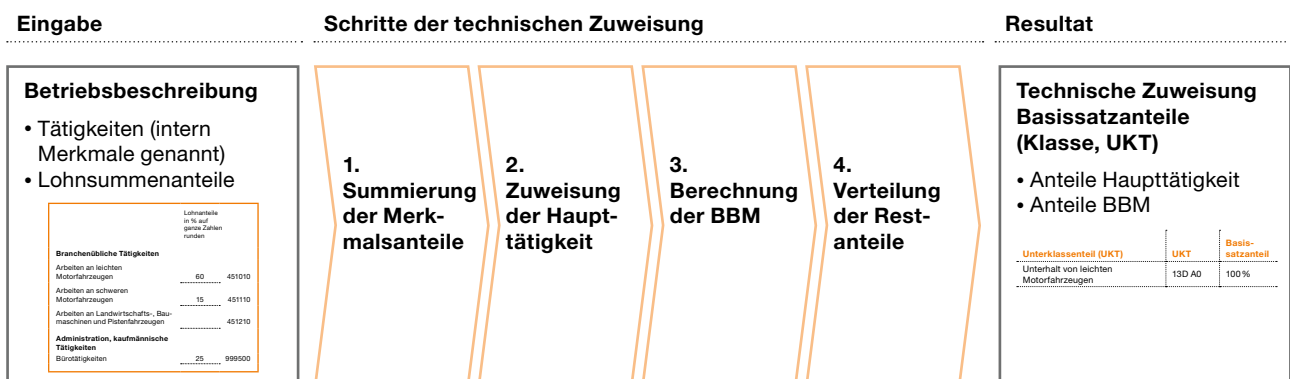 Eingabe
Schritte der technischen Zuweisung
Resultat
Betriebsbeschreibung
• Tätigkeiten (intern
Merkmale genannt)
• Lohnsummenanteile
Lohnanteile
in % auf
ganze Zahlen
runden
Branchenübliche Tätigkeiten
Arbeiten an leichten
Motorfahrzeugen 60 451010
Arbeiten an schweren
Motorfahrzeugen 15 451110
Arbeiten an Landwirtschafts-, Bau-
maschinen und Pistenfahrzeugen 451210
Administration, kaufmännische
Tätigkeiten
Bürotätigkeiten 25 999500
1.
Summierung
der Merk-
malsanteile
2.
Zuweisung
der Haupt-
tätigkeit
3.
Berechnung
der BBM
4.
Verteilung
der Rest-
anteile
Technische Zuweisung
Basissatzanteile
(Klasse, UKT)
• Anteile Haupttätigkeit
• Anteile BBM
Unterklassenteil (UKT) UKT Basis-
satzanteil
Unterhalt von leichten
Motorfahrzeugen 13D A0 100 %